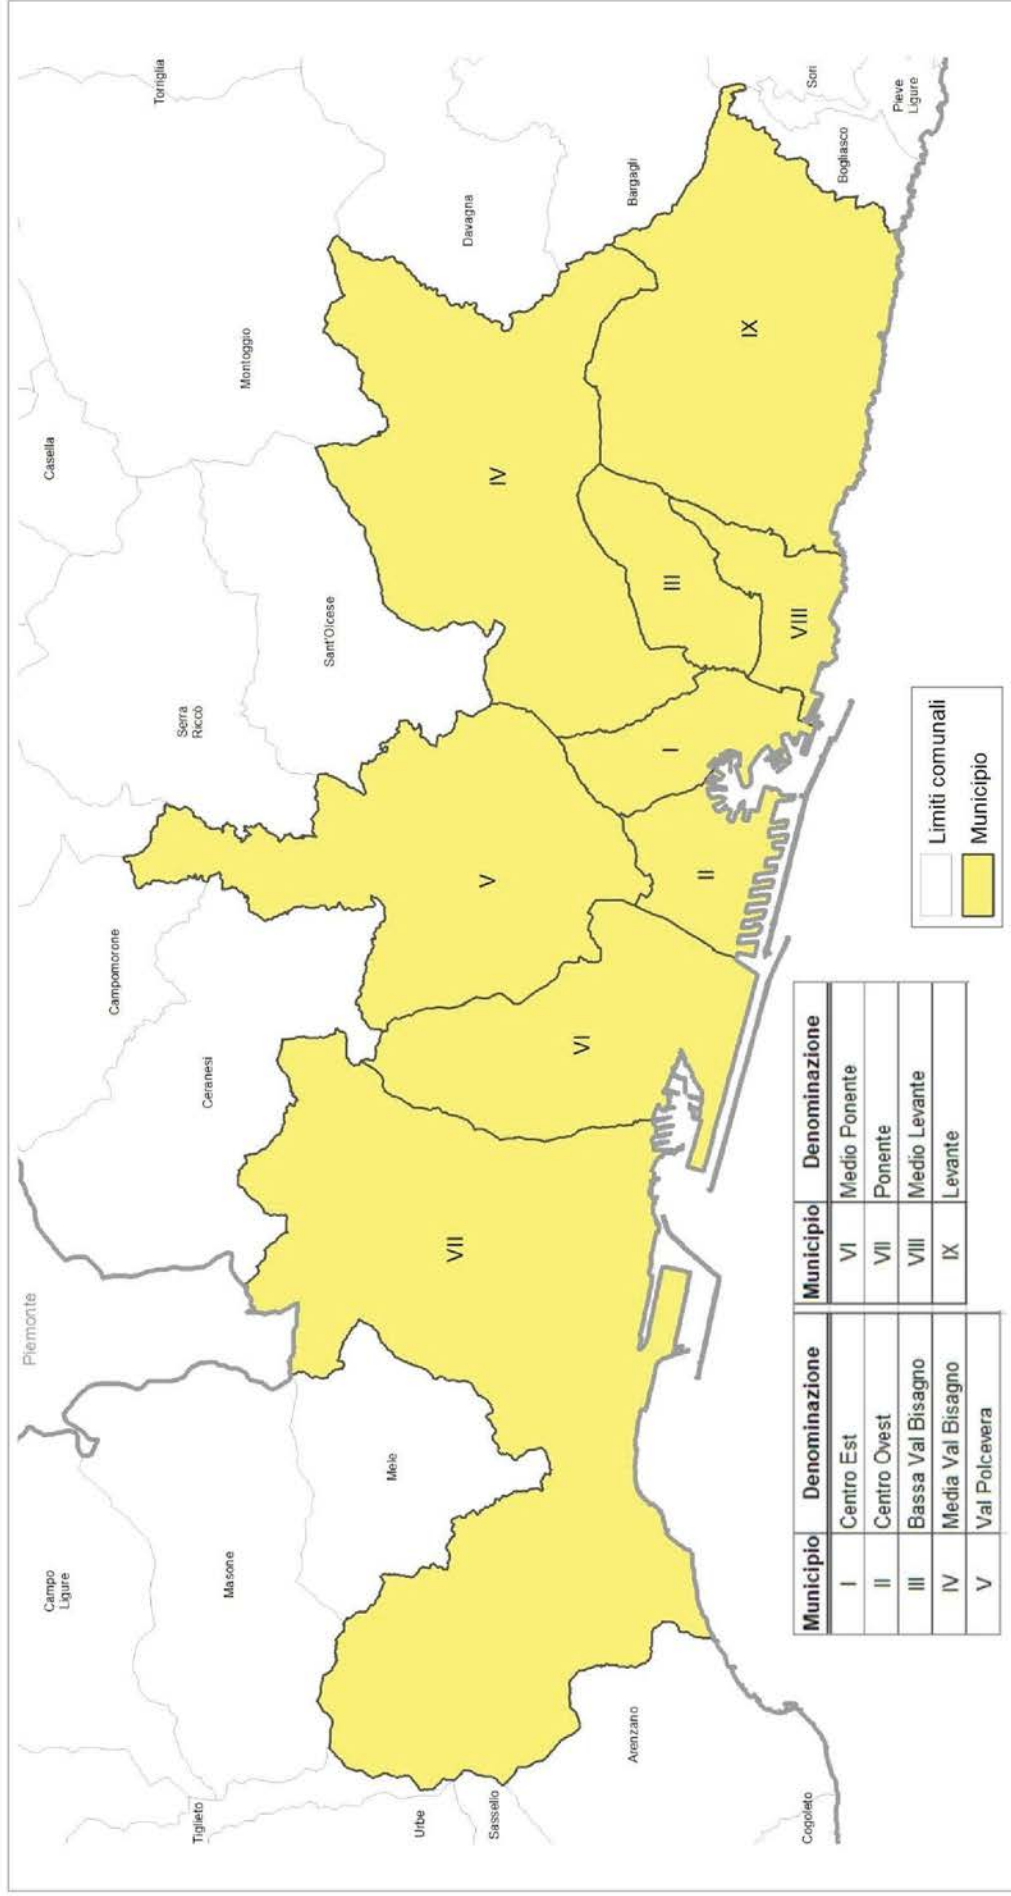 Piemonte
Campo
Ligure
Masone
Tiglieto
Urbe
Sassello
Mele
Arenzano
Cogoleto
Ceranesi
Campomorone
Serra
Riccò
Sant'Olcese
Casella
Montoggio
Torriglia
Davagna
Bargagli
Sori
Pieve
Ligure
Bogliasco
VII
VI
V
II
I
IV
III
VIII
IX
Municipio Denominazione
I Centro Est
II Centro Ovest
III Bassa Val Bisagno
IV Media Val Bisagno
V Val Polcevera
Municipio Denominazione
VI Medio Ponente
VII Ponente
VIII Medio Levante
IX Levante
Limiti comunali
Municipio